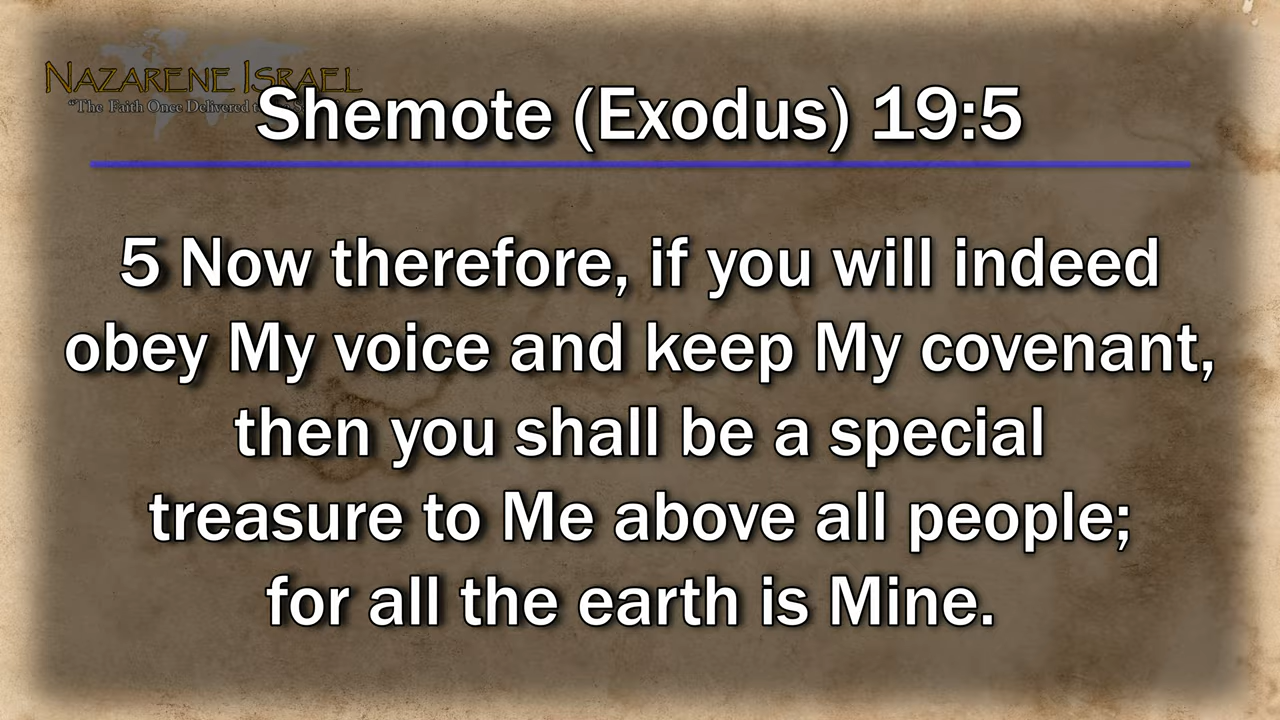 NAZARENE ISRAEL
"The Faith Once Delivered
Shemote (Exodus) 19:5
5 Now therefore, if you will indeed
obey My voice and keep My covenant,
then you shall be a special
treasure to Me above all people;
for all the earth is Mine.